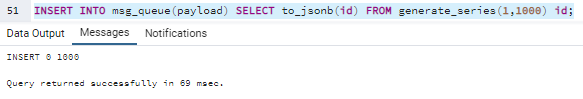 51 INSERT INTO msg_queue(payload) SELECT to_jsonb(id) FROM generate_series(1,1000) id;
Data Output Messages Notifications
INSERT 0 1000
Query returned successfully in 69 msec.